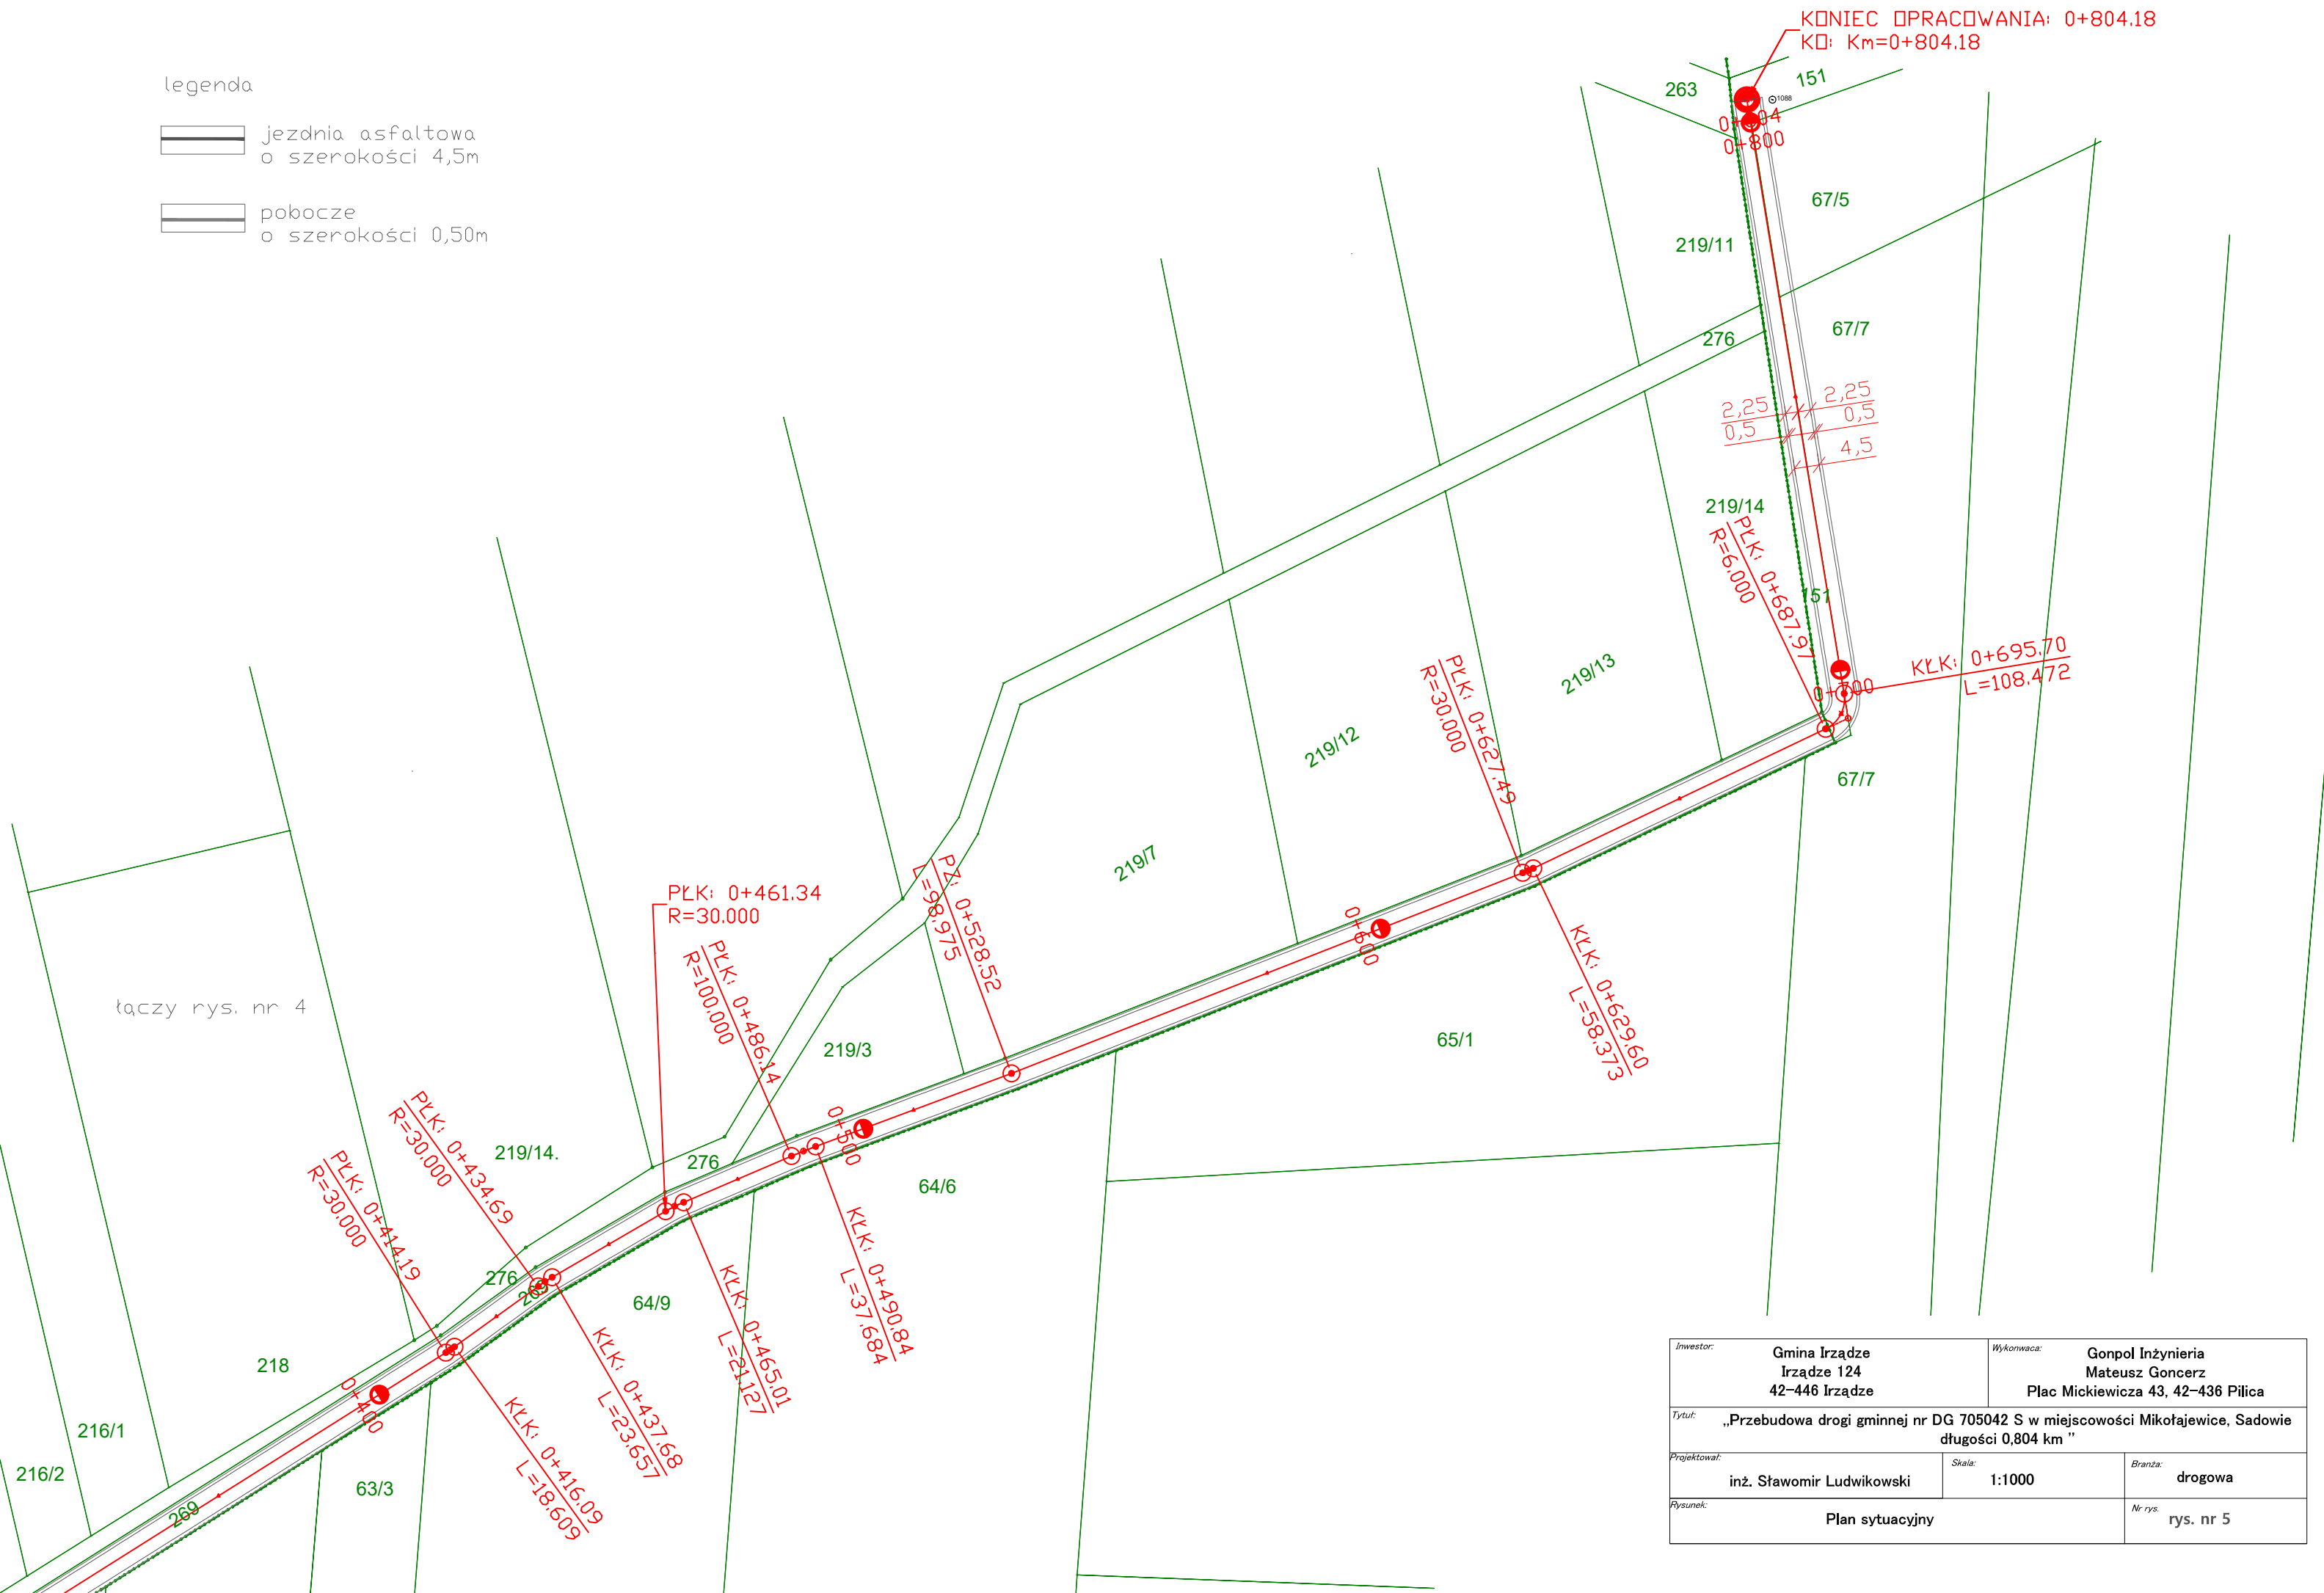 KONIEC OPRACOWANIA: 0+804.18
KO: Km=0+804.18
legenda
jezdnia asfaltowa
o szerokości 4,5m
pobocze
o szerokości 0,50m
263
151
1088
0+804
0+800
67/5
219/11
276
67/7
2,25
2,25
0,5
0,5
4,5
219/14
PŁK: 0+687.97
R=6.000
151
KŁK: 0+695.70
L=108.472
0+700
67/7
219/13
219/12
219/7
PŁK: 0+627.49
R=30.000
KŁK: 0+629.60
L=58.373
0+600
65/1
PZ: 0+528.52
L=98.975
PŁK: 0+461.34
R=30.000
PŁK: 0+486.14
R=100.000
łączy rys. nr 4
219/3
0+500
276
64/6
219/14.
KŁK: 0+490.84
L=37.684
PŁK: 0+434.69
R=30.000
PŁK: 0+414.19
R=30.000
276
269
64/9
KŁK: 0+465.01
L=21.127
KŁK: 0+437.68
L=23.657
218
0+400
KŁK: 0+416.09
L=18.609
216/1
216/2
63/3
269
Inwestor:
Gmina Irządze
Irządze 124
42-446 Irządze
Wykonwaca:
Gonpol Inżynieria
Mateusz Goncerz
Plac Mickiewicza 43, 42-436 Pilica
Tytuł:
„Przebudowa drogi gminnej nr DG 705042 S w miejscowości Mikołajewice, Sadowie
długości 0,804 km ”
Projektował:
inż. Sławomir Ludwikowski
Skala:
1:1000
Branża:
drogowa
Rysunek:
Plan sytuacyjny
Nr rys.
rys. nr 5